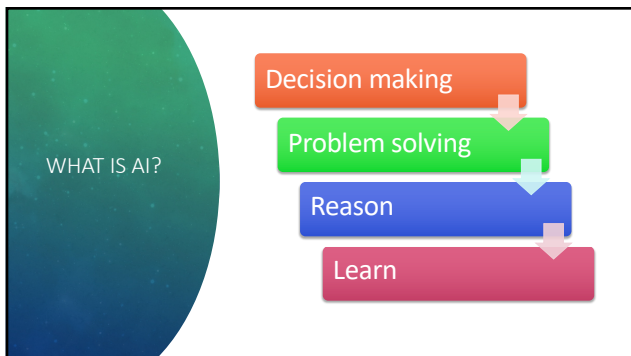 WHAT IS AI?
Decision making
Problem solving
Reason
Learn